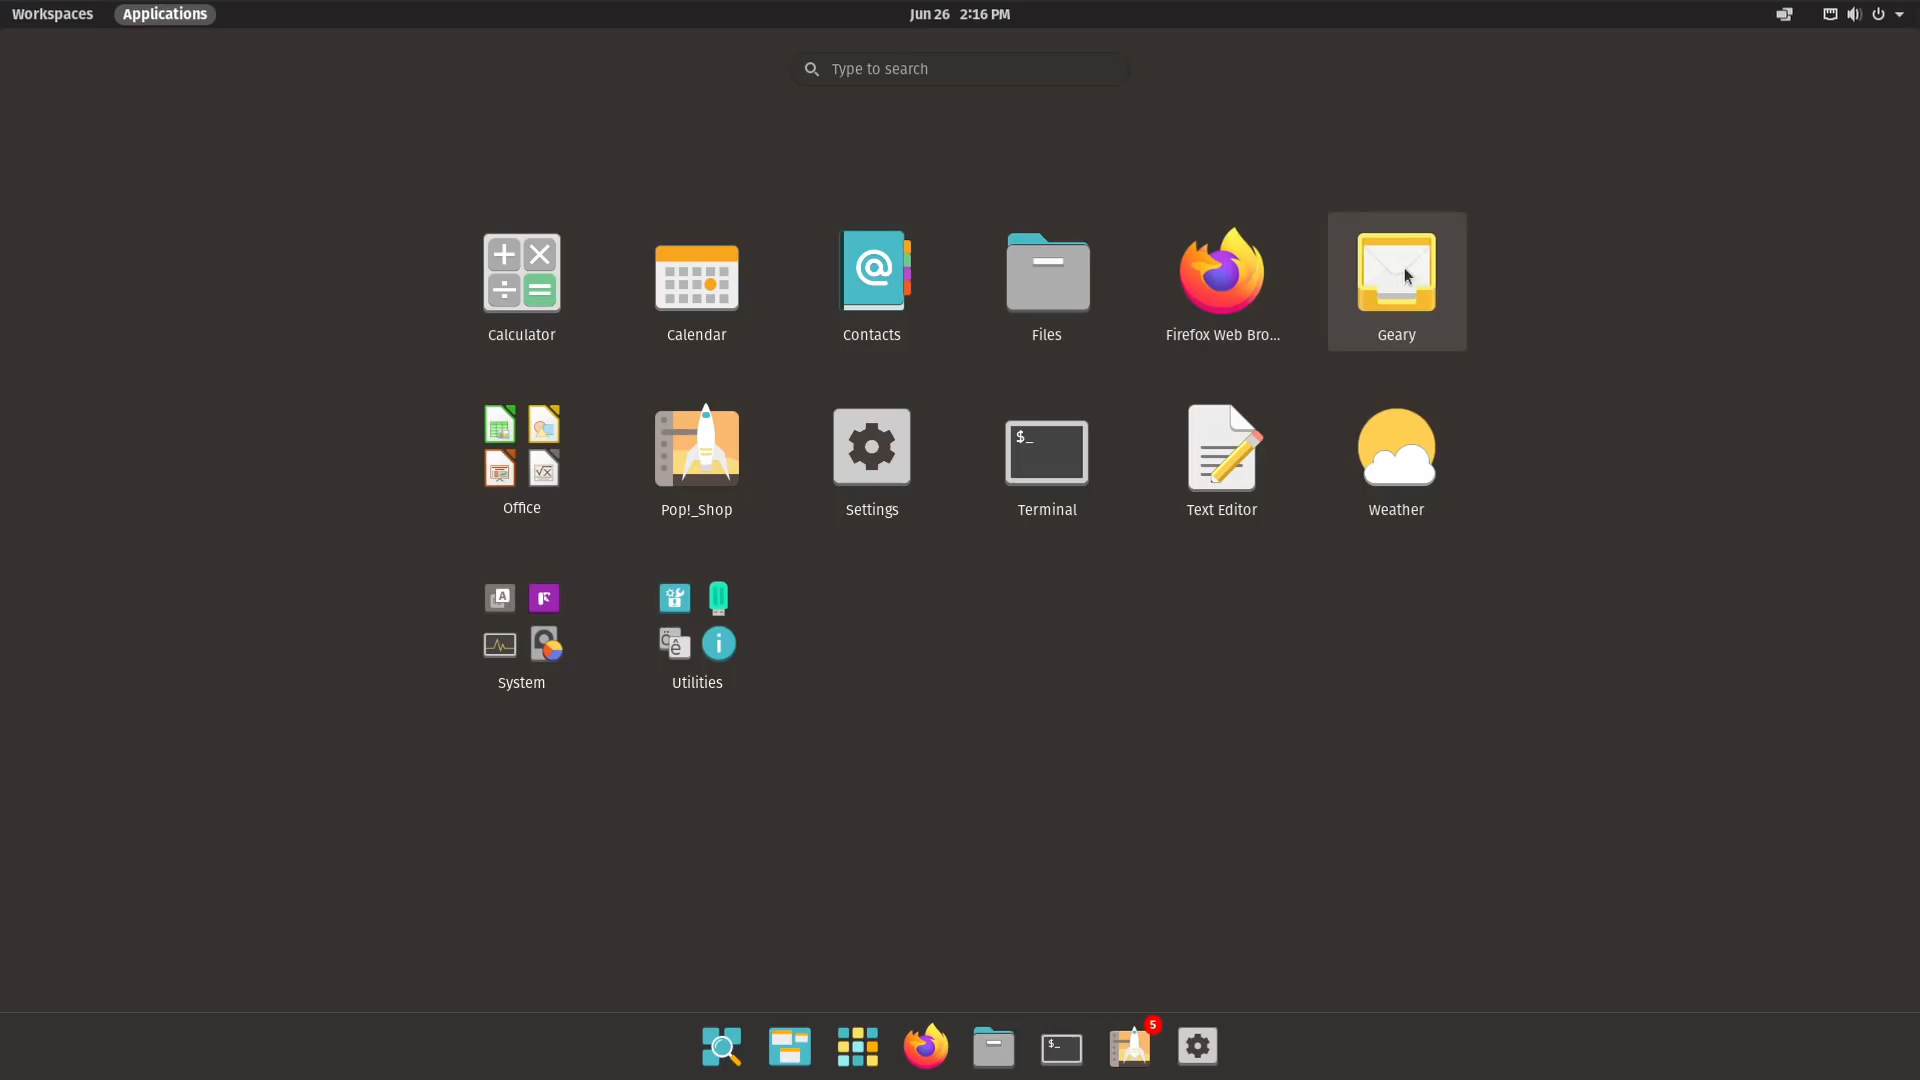 Workspaces Applications Jun 26 2:16 PM
Type to search
Calculator Calendar Contacts Files Firefox Web Bro... Geary
$_
Office Pop!_Shop Settings Terminal Text Editor Weather
System Utilities
5
$_